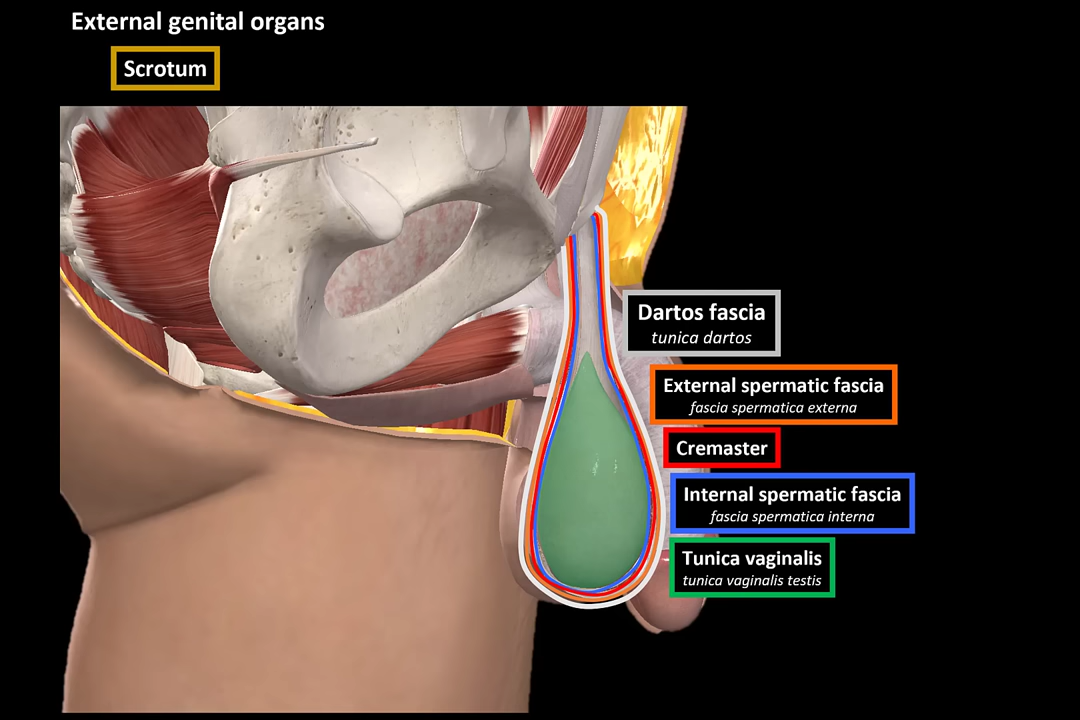 External genital organs
Scrotum
Dartos fascia
tunica dartos
External spermatic fascia
fascia spermatica externa
Cremaster
Internal spermatic fascia
fascia spermatica interna
Tunica vaginalis
tunica vaginalis testis